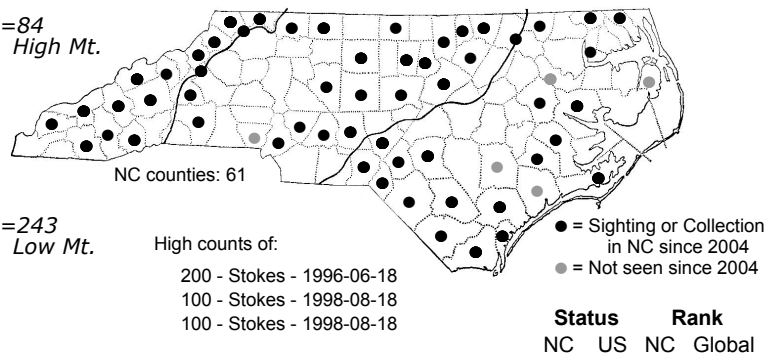 =84
High Mt.
NC counties: 61
=243
Low Mt.
High counts of:
200 - Stokes - 1996-06-18
100 - Stokes - 1998-08-18
100 - Stokes - 1998-08-18
● = Sighting or Collection
in NC since 2004
● = Not seen since 2004
Status Rank
NC US NC Global